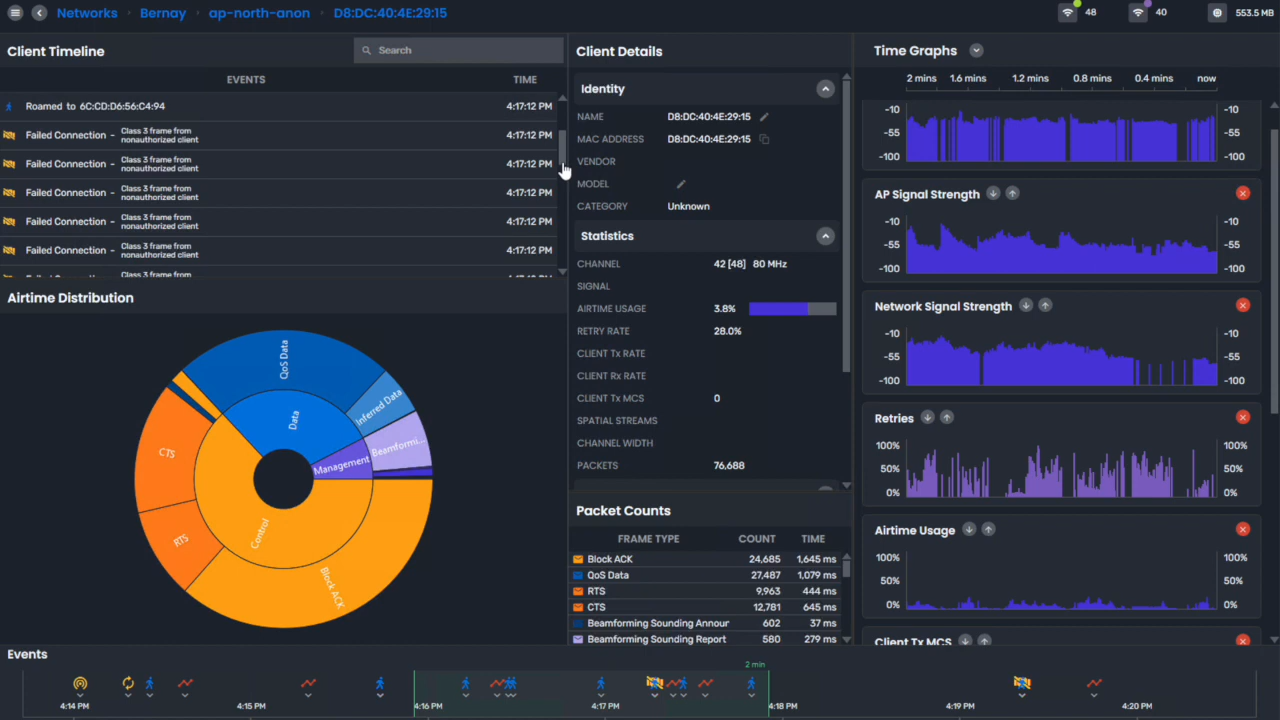 Networks Bernay ap-north-anon D8:DC:40:4E:29:15 48 40 553.5 MB
Client Timeline
Search
EVENTS TIME
Roamed to 6C:CD:D6:56:C4:94 4:17:12 PM
Failed Connection - Class 3 frame from nonauthorized client 4:17:12 PM
Failed Connection - Class 3 frame from nonauthorized client 4:17:12 PM
Failed Connection - Class 3 frame from nonauthorized client 4:17:12 PM
Failed Connection - Class 3 frame from nonauthorized client 4:17:12 PM
Failed Connection - Class 3 frame from nonauthorized client 4:17:12 PM
Failed Connection - Class 3 frame from 4:17:12 PM
Airtime Distribution
QoS Data
Data
Inferred Data
Beamformi...
Management
CTS
RTS
Control
Block ACK
Client Details
Identity
NAME D8:DC:40:4E:29:15
MAC ADDRESS D8:DC:40:4E:29:15
VENDOR
MODEL
CATEGORY Unknown
Statistics
CHANNEL 42 [48] 80 MHz
SIGNAL
AIRTIME USAGE 3.8%
RETRY RATE 28.0%
CLIENT Tx RATE
CLIENT Rx RATE
CLIENT Tx MCS 0
SPATIAL STREAMS
CHANNEL WIDTH
PACKETS 76,688
Packet Counts
FRAME TYPE COUNT TIME
Block ACK 24,685 1,645 ms
QoS Data 27,487 1,079 ms
RTS 9,963 444 ms
CTS 12,781 645 ms
Beamforming Sounding Annour 602 37 ms
Beamforming Sounding Report 580 279 ms
Time Graphs
2 mins 1.6 mins 1.2 mins 0.8 mins 0.4 mins now
-10 -10
-55 -55
-100 -100
AP Signal Strength
-10 -10
-55 -55
-100 -100
Network Signal Strength
-10 -10
-55 -55
-100 -100
Retries
100% 100%
50% 50%
0% 0%
Airtime Usage
100% 100%
50% 50%
0% 0%
Client Tx MCS
Events
2 min
4:14 PM 4:15 PM 4:16 PM 4:17 PM 4:18 PM 4:19 PM 4:20 PM